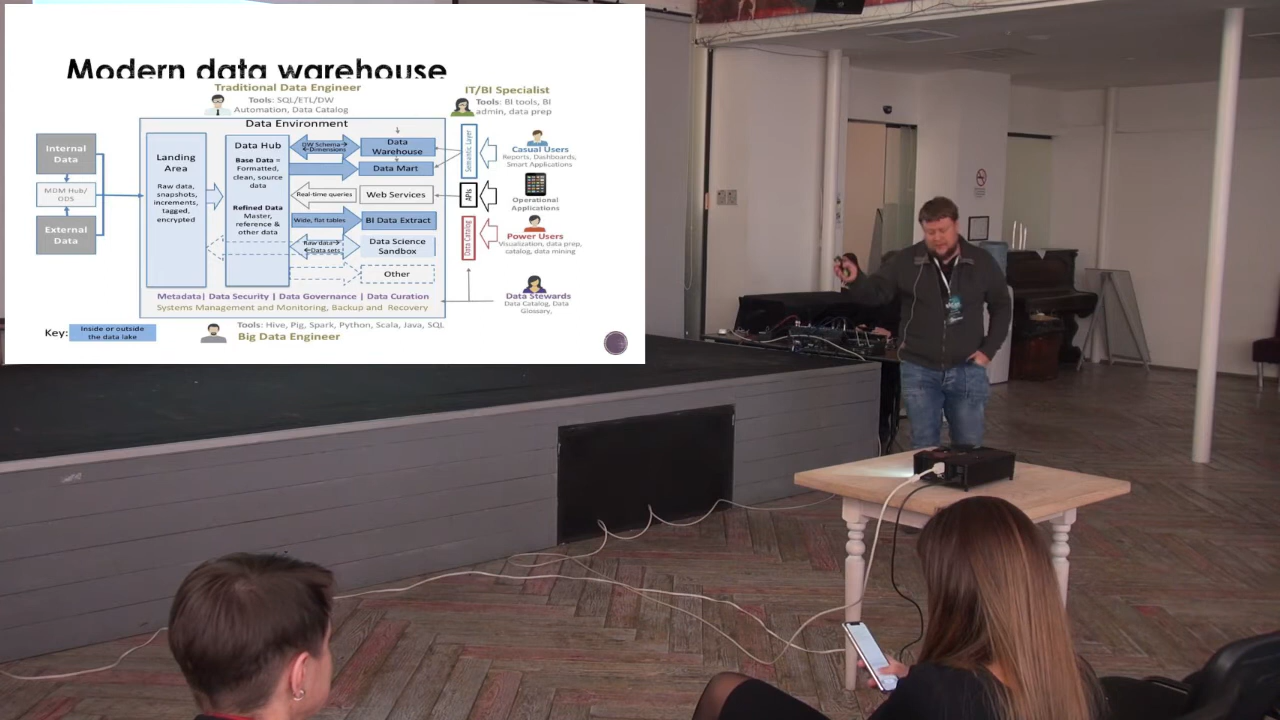 Modern data warehouse
Traditional Data Engineer
Tools: SQL/ETL/DW
Automation, Data Catalog
IT/BI Specialist
Tools: BI tools, BI
admin, data prep
Data Environment
Internal
Data
MDM Hub/
ODS
External
Data
Landing
Area
Raw data,
snapshots,
increments,
tagged,
encrypted
Data Hub
Base Data =
Formatted,
clean, source
data
Refined Data
Master,
reference &
other data
DW Schema→
←Dimensions
Data
Warehouse
Data Mart
Real-time queries
Web Services
Wide, flat tables
BI Data Extract
Raw data→
←Data sets
Data Science
Sandbox
Other
Semantic Layer
APIs
Data Catalog
Casual Users
Reports, Dashboards,
Smart Applications
Operational
Applications
Power Users
Visualization, data prep,
catalog, data mining
Data Stewards
Data Catalog, Data
Glossary,
Metadata| Data Security | Data Governance | Data Curation
Systems Management and Monitoring, Backup and Recovery
Key:
Inside or outside
the data lake
Tools: Hive, Pig, Spark, Python, Scala, Java, SQL
Big Data Engineer